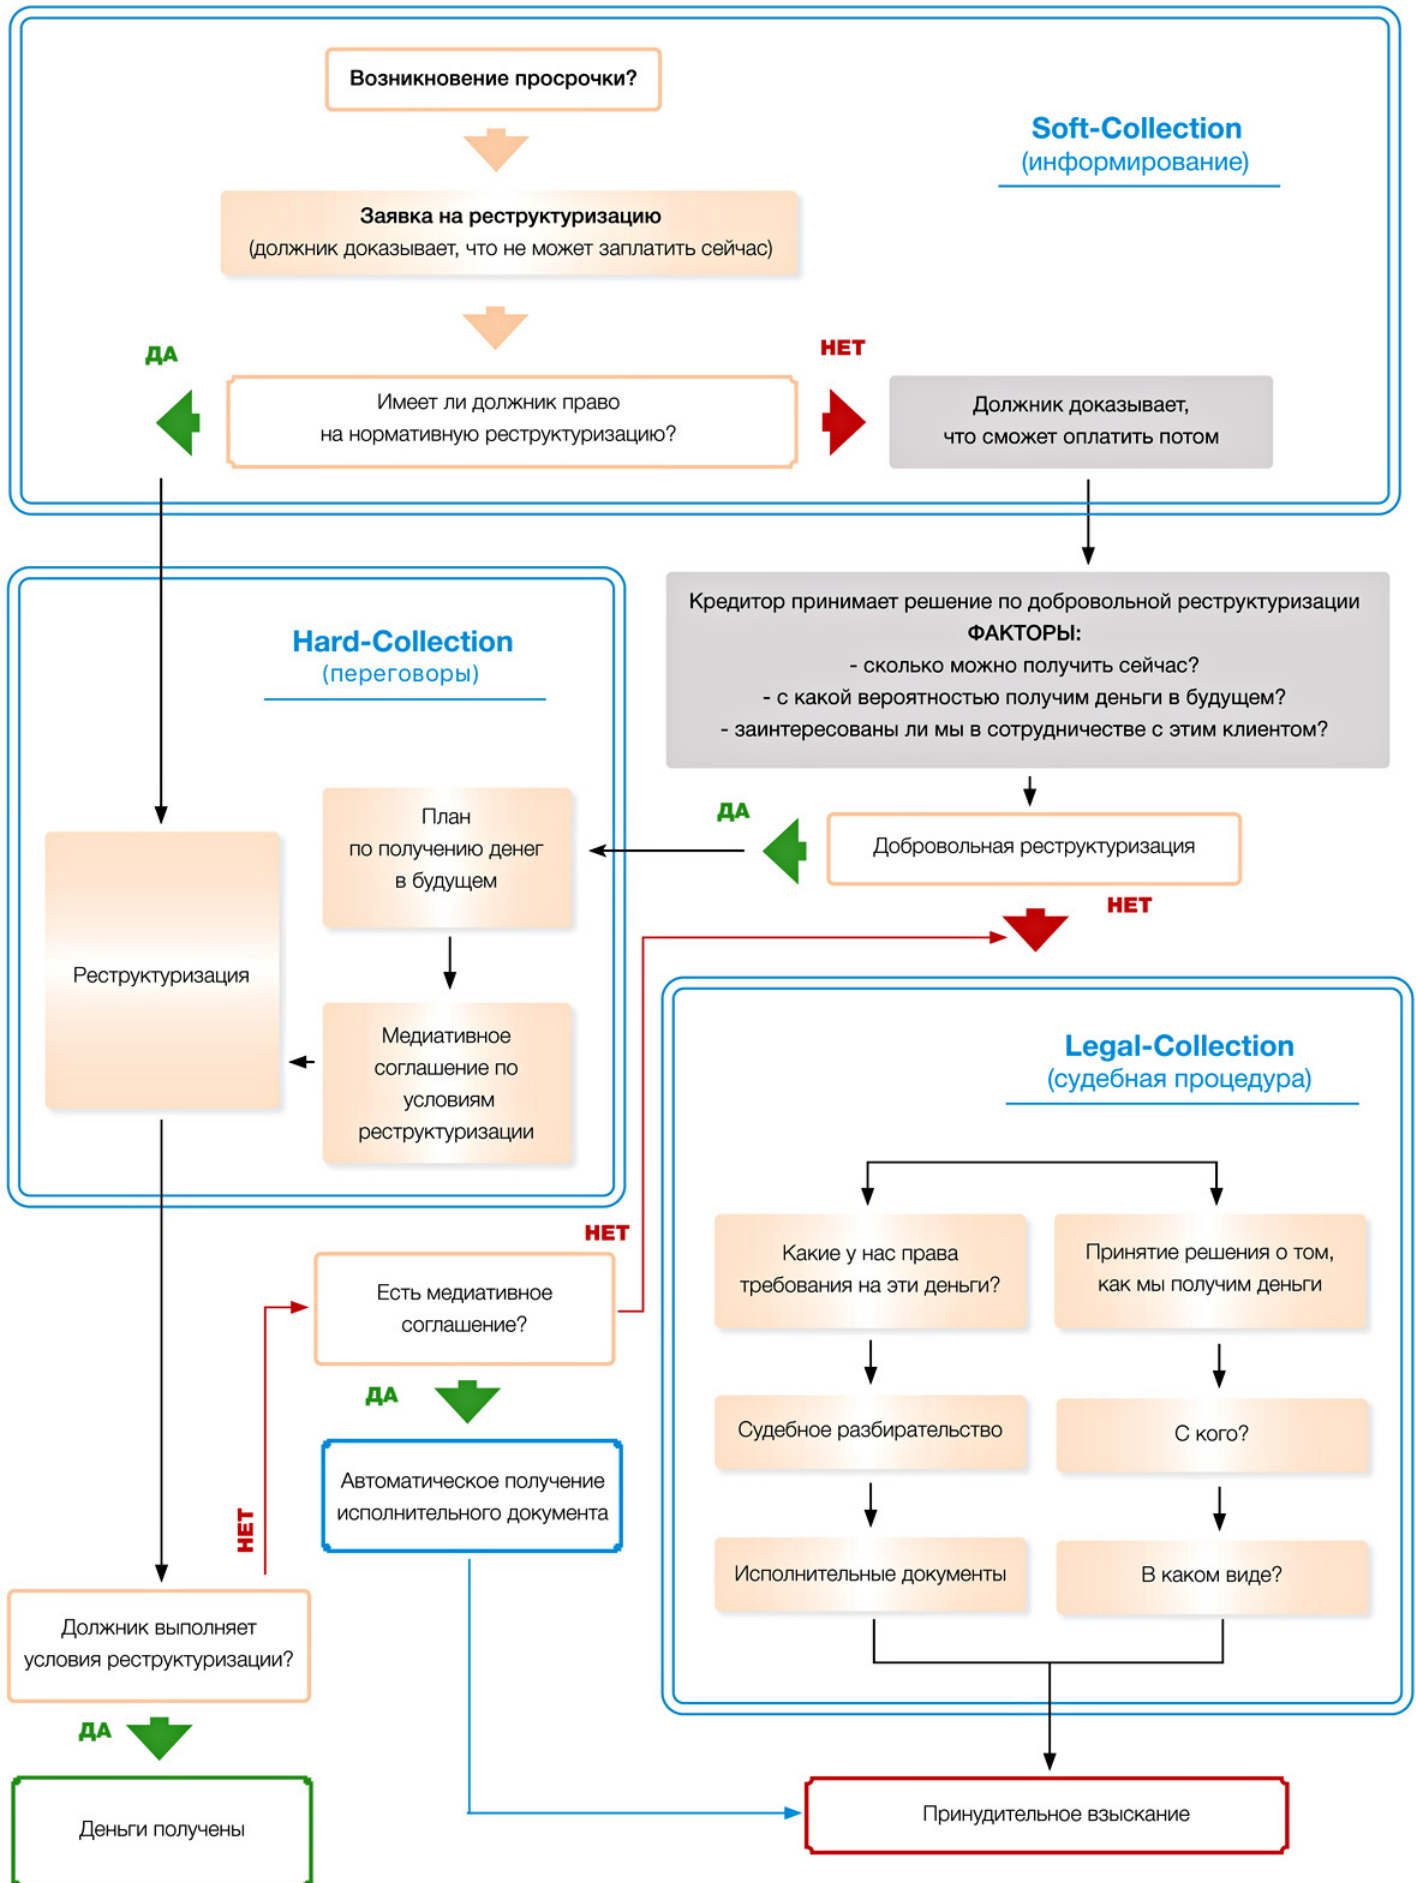 Возникновение просрочки?
Soft-Collection
(информирование)
Заявка на реструктуризацию
(должник доказывает, что не может заплатить сейчас)
ДА
НЕТ
Имеет ли должник право
на нормативную реструктуризацию?
Должник доказывает,
что сможет оплатить потом
Кредитор принимает решение по добровольной реструктуризации
ФАКТОРЫ:
- сколько можно получить сейчас?
- с какой вероятностью получим деньги в будущем?
- заинтересованы ли мы в сотрудничестве с этим клиентом?
Hard-Collection
(переговоры)
План
по получению денег
в будущем
ДА
Добровольная реструктуризация
НЕТ
Реструктуризация
Медиативное
соглашение по
условиям
реструктуризации
Legal-Collection
(судебная процедура)
НЕТ
Есть медиативное
соглашение?
Какие у нас права
требования на эти деньги?
Принятие решения о том,
как мы получим деньги
ДА
Судебное разбирательство
С кого?
Автоматическое получение
исполнительного документа
НЕТ
Исполнительные документы
В каком виде?
Должник выполняет
условия реструктуризации?
ДА
Деньги получены
Принудительное взыскание